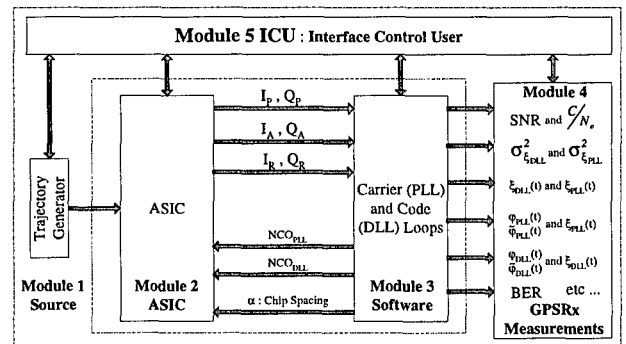 Module 5 ICU : Interface Control User
Trajectory
Generator
Module 1
Source
ASIC
Module 2
ASIC
I_P , Q_P
I_A , Q_A
I_R , Q_R
NCO_PLL
NCO_DLL
α : Chip Spacing
Carrier (PLL)
and Code
(DLL) Loops
Module 3
Software
Module 4
SNR and C/N_o
σ²_ξDLL and σ²_ξPLL
ξ_DLL(t) and ξ_PLL(t)
φ_PLL(t)
φ̃_PLL(t) and ξ_PLL(t)
φ_DLL(t)
φ̃_DLL(t) and ξ_DLL(t)
BER etc ...
GPSRx
Measurements